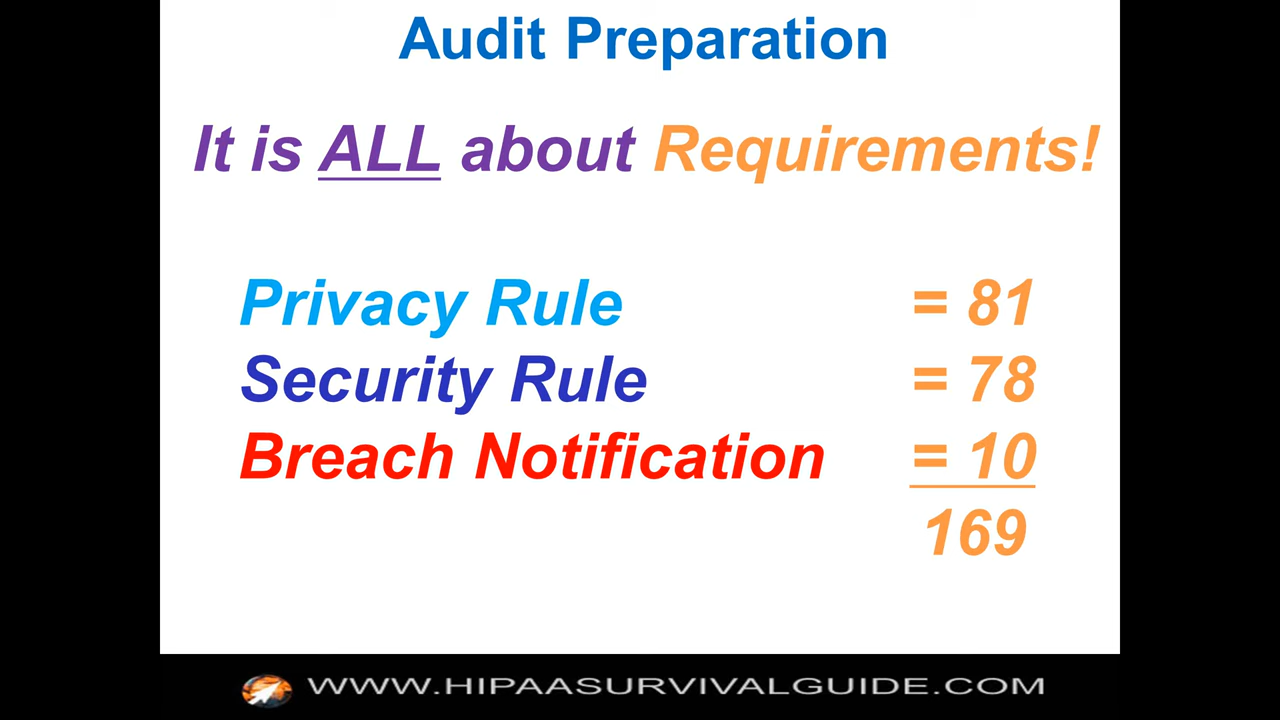 Audit Preparation
It is ALL about Requirements!
Privacy Rule = 81
Security Rule = 78
Breach Notification = 10
169
WWW.HIPAASURVIVALGUIDE.COM